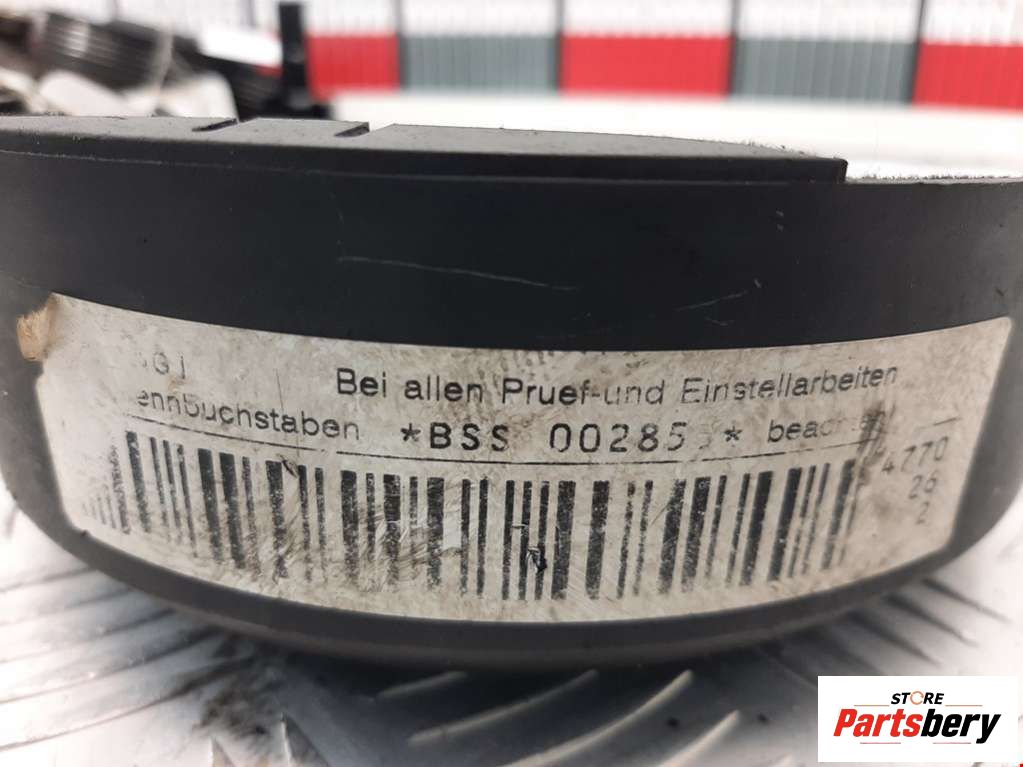 Bei allen Pruef-und Einstellarbeiten
*BSS 00285
4770
26
2
STORE
Partsbery